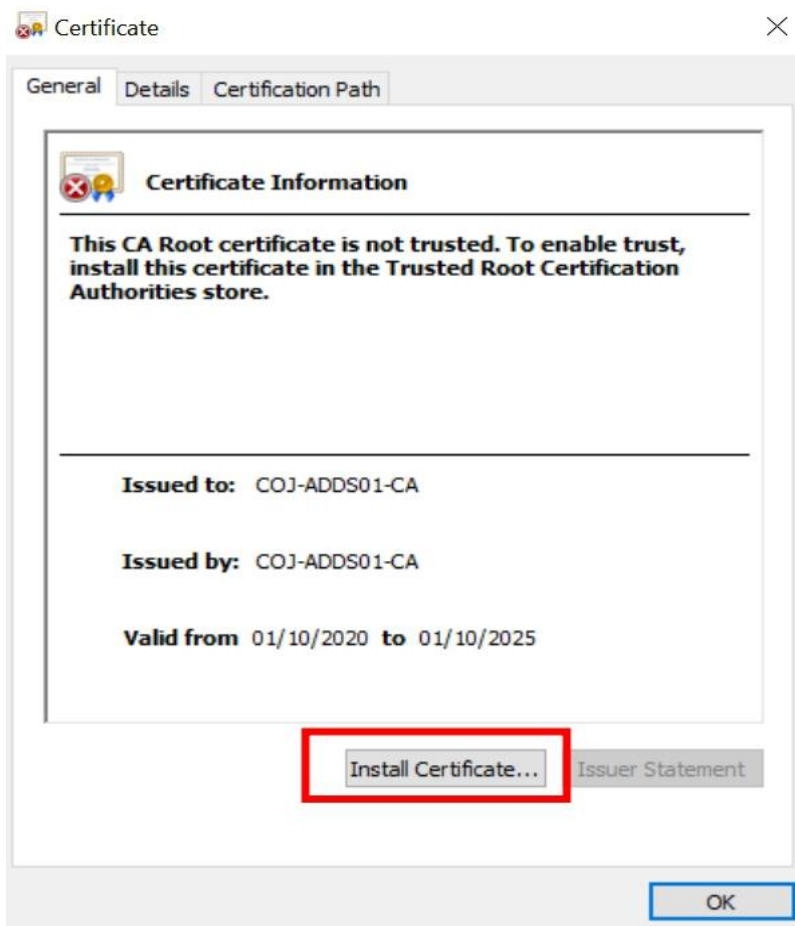 Certificate
General Details Certification Path
Certificate Information
This CA Root certificate is not trusted. To enable trust,
install this certificate in the Trusted Root Certification
Authorities store.
Issued to: COJ-ADDS01-CA
Issued by: COJ-ADDS01-CA
Valid from 01/10/2020 to 01/10/2025
Install Certificate... Issuer Statement
OK